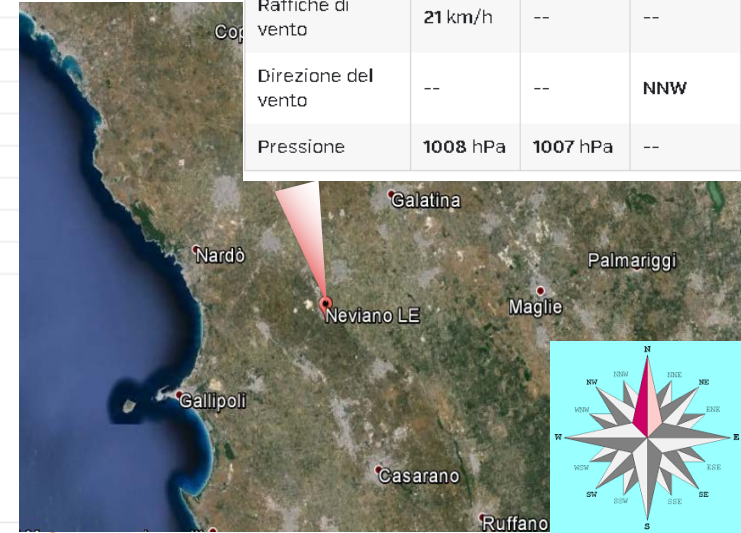 Raffiche di
vento
21 km/h
--
--
Direzione del
vento
--
--
NNW
Pressione
1008 hPa
1007 hPa
--
Galatina
Nardò
Palmariggi
Maglie
Neviano LE
Gallipoli
Casarano
Ruffano
N
NNW
NNE
NW
NE
WNW
ENE
W
E
WSW
ESE
SW
SE
SSW
SSE
S